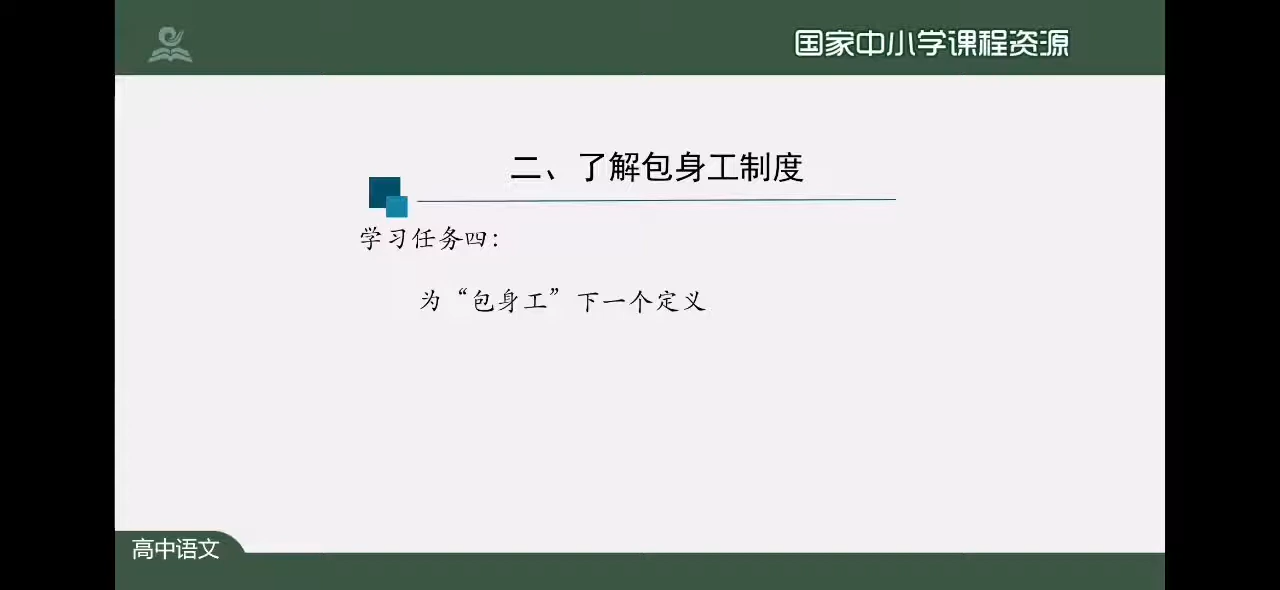 国家中小学课程资源
二、了解包身工制度
学习任务四：
为“包身工”下一个定义
高中语文